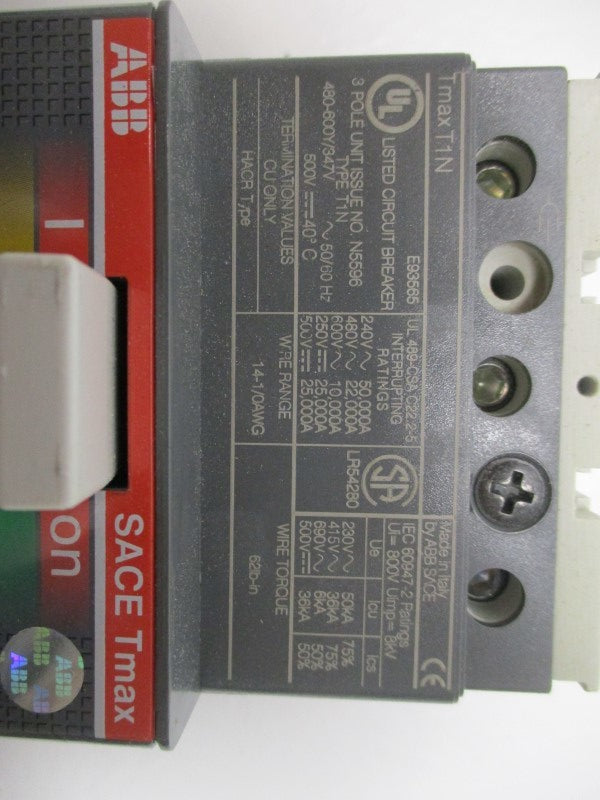 Tmax T1N
UL LISTED CIRCUIT BREAKER
E93565
3 POLE UNIT. ISSUE NO. N5596
TYPE T1N
480-600Y/347V ~ 50/60 Hz
500V 40° C
TERMINATION VALUES
CU ONLY
HACR Type
UL 489-CSA C22.2-5
INTERRUPTING
RATINGS
240V ~ 50,000A
480V ~ 22,000A
600V ~ 10,000A
250V 25,000A
500V 25,000A
WIRE RANGE
14-1/0AWG
SA
LR54280
Made in Italy
by ABB SACE
CE
IEC 60947-2 Ratings
Ui= 800V Uimp= 8kV
Ue Icu Ics
230V ~ 50kA 75%
415V ~ 36kA 75%
690V ~ 6kA 50%
500V 36kA 50%
WIRE TORQUE
62lb-in
ABB
SACE Tmax
I
on
ABB
ABB
ABB